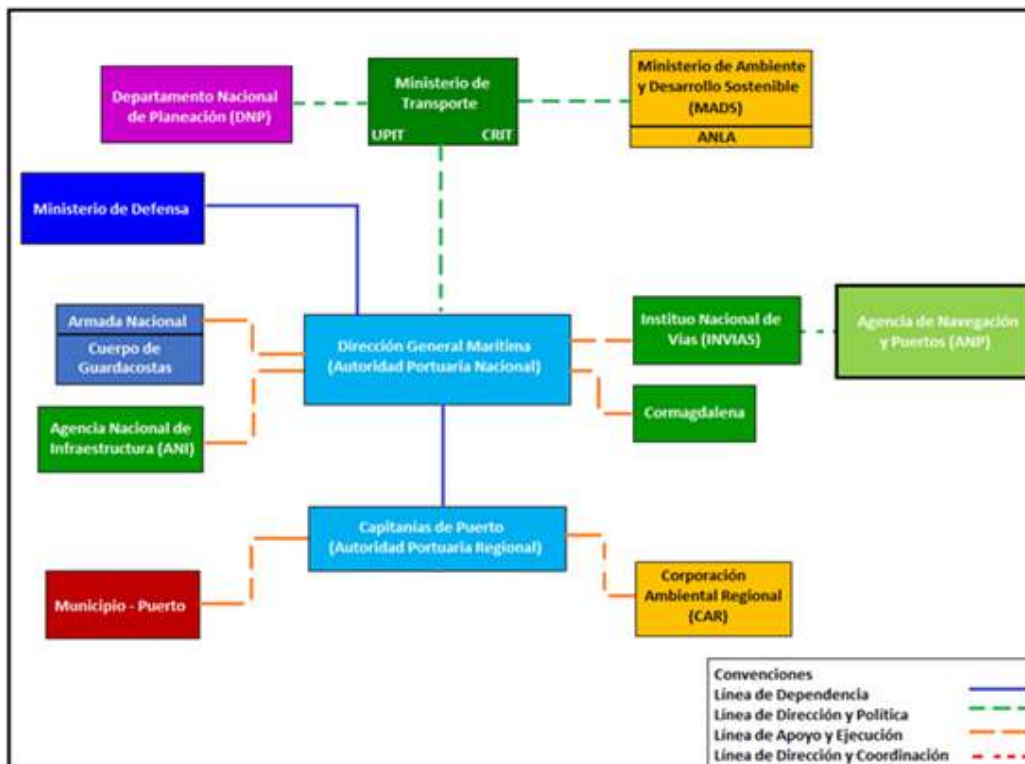 Departamento Nacional
de Planeación (DNP)
Ministerio de
Transporte
UPIT
CRIT
Ministerio de Ambiente
y Desarrollo Sostenible
(MADS)
ANLA
Ministerio de Defensa
Armada Nacional
Cuerpo de
Guardacostas
Dirección General Marítima
(Autoridad Portuaria Nacional)
Instituo Nacional de
Vías (INVIAS)
Agencia de Navegación
y Puertos (ANP)
Agencia Nacional de
Infraestructura (ANI)
Cormagdalena
Capitanías de Puerto
(Autoridad Portuaria Regional)
Municipio - Puerto
Corporación
Ambiental Regional
(CAR)
Convenciones
Línea de Dependencia
Línea de Dirección y Política
Línea de Apoyo y Ejecución
Línea de Dirección y Coordinación